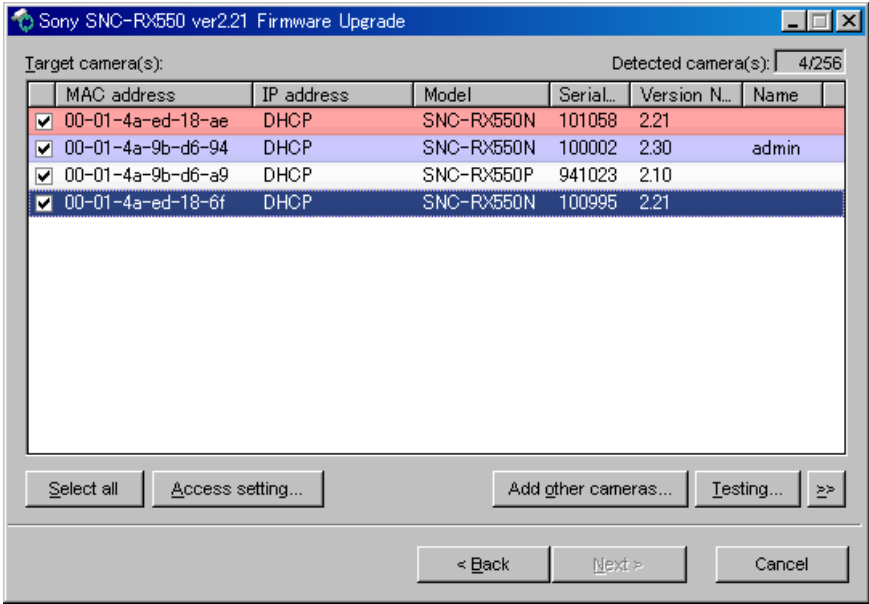 Sony SNC-RX550 ver2.21 Firmware Upgrade
Target camera(s): Detected camera(s): 4/256
MAC address IP address Model Serial... Version N... Name
00-01-4a-ed-18-ae DHCP SNC-RX550N 101058 2.21
00-01-4a-9b-d6-94 DHCP SNC-RX550N 100002 2.30 admin
00-01-4a-9b-d6-a9 DHCP SNC-RX550P 941023 2.10
00-01-4a-ed-18-6f DHCP SNC-RX550N 100995 2.21
Select all Access setting... Add other cameras... Testing... >>
< Back Next > Cancel